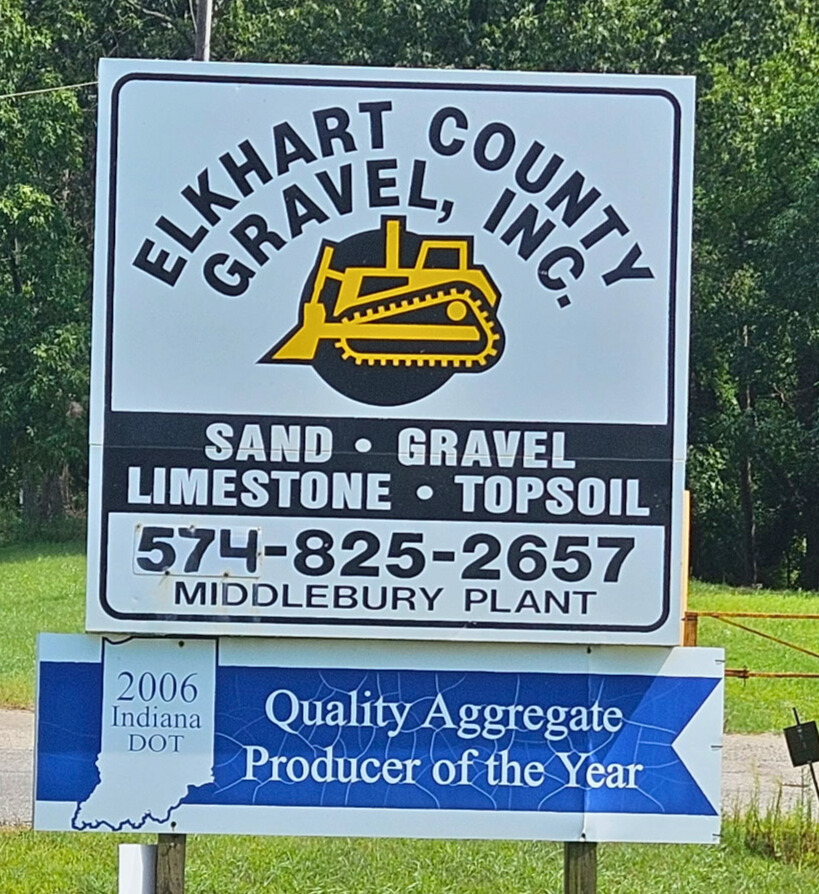 ELKHART COUNTY
GRAVEL, INC.
SAND • GRAVEL
LIMESTONE • TOPSOIL
574-825-2657
MIDDLEBURY PLANT
2006
Indiana
DOT
Quality Aggregate
Producer of the Year